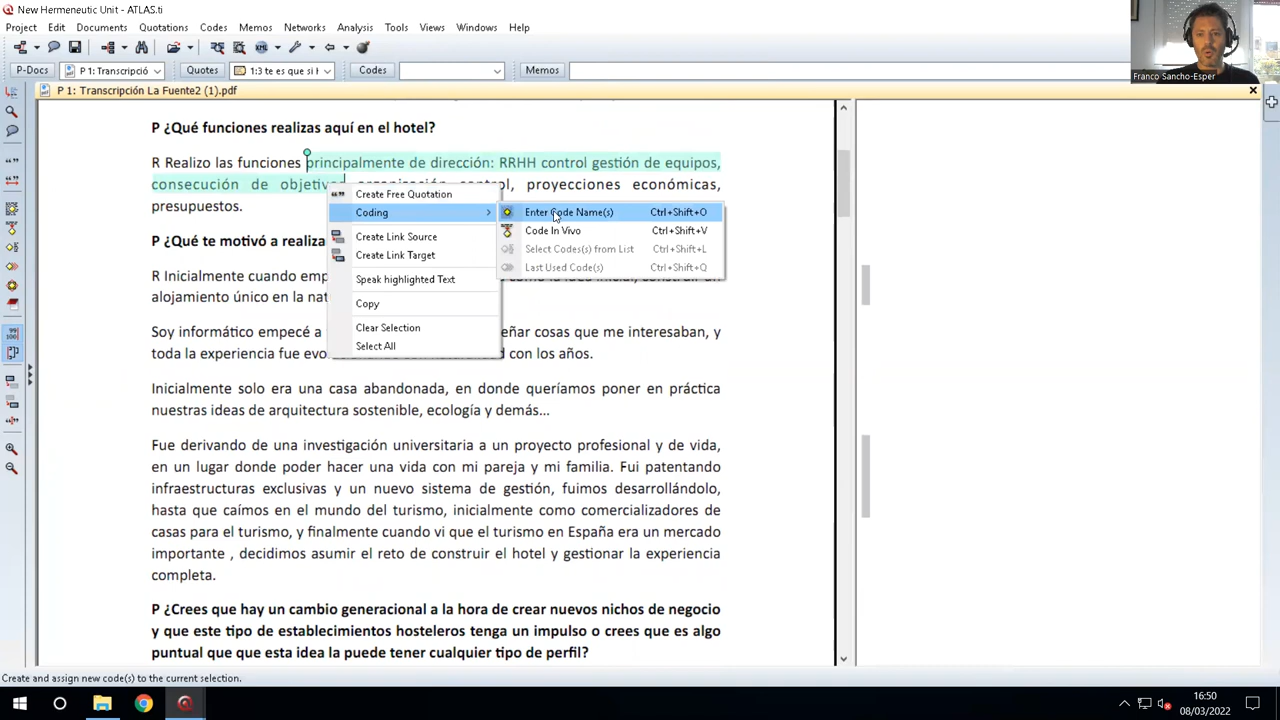 New Hermeneutic Unit - ATLAS.ti
Project Edit Documents Quotations Codes Memos Networks Analysis Tools Views Windows Help
P-Docs P 1: Transcripció Quotes 1:3 te es que si h Codes Memos
Franco Sancho-Esper
P 1: Transcripción La Fuente2 (1).pdf
P ¿Qué funciones realizas aquí en el hotel?
R Realizo las funciones principalmente de dirección: RRHH control gestión de equipos,
consecución de objetivos, organización control, proyecciones económicas,
presupuestos.
P ¿Qué te motivó a realiza
R Inicialmente cuando emp
alojamiento único en la na
Soy informático empecé a ñar cosas que me interesaban, y
toda la experiencia fue evo d con los años.
Inicialmente solo era una casa abandonada, en donde queríamos poner en práctica
nuestras ideas de arquitectura sostenible, ecología y demás...
Fue derivando de una investigación universitaria a un proyecto profesional y de vida,
en un lugar donde poder hacer una vida con mi pareja y mi familia. Fui patentando
infraestructuras exclusivas y un nuevo sistema de gestión, fuimos desarrollándolo,
hasta que caímos en el mundo del turismo, inicialmente como comercializadores de
casas para el turismo, y finalmente cuando vi que el turismo en España era un mercado
importante , decidimos asumir el reto de construir el hotel y gestionar la experiencia
completa.
P ¿Crees que hay un cambio generacional a la hora de crear nuevos nichos de negocio
y que este tipo de establecimientos hosteleros tenga un impulso o crees que es algo
puntual que que esta idea la puede tener cualquier tipo de perfil?
Create Free Quotation
Coding
Create Link Source
Create Link Target
Speak highlighted Text
Copy
Clear Selection
Select All
Enter Code Name(s) Ctrl+Shift+O
Code In Vivo Ctrl+Shift+V
Select Codes(s) from List Ctrl+Shift+L
Last Used Code(s) Ctrl+Shift+Q
Create and assign new code(s) to the current selection.
16:50
08/03/2022